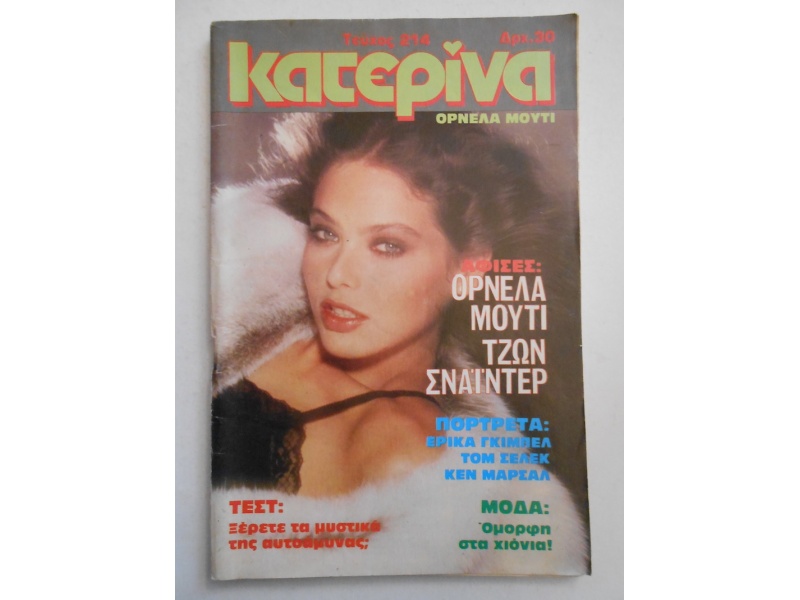 Τεύχος 214 Δρχ. 30
Κατερίνα
ΟΡΝΕΛΑ ΜΟΥΤΙ
ΑΦΙΣΕΣ:
ΟΡΝΕΛΑ
ΜΟΥΤΙ
ΤΖΩΝ
ΣΝΑΪΝΤΕΡ
ΠΟΡΤΡΕΤΑ:
ΕΡΙΚΑ ΓΚΙΜΠΕΛ
ΤΟΜ ΣΕΛΕΚ
ΚΕΝ ΜΑΡΣΑΛ
ΤΕΣΤ:
Ξέρετε τα μυστικά
της αυτοάμυνας;
ΜΟΔΑ:
Όμορφη
στα χιόνια!